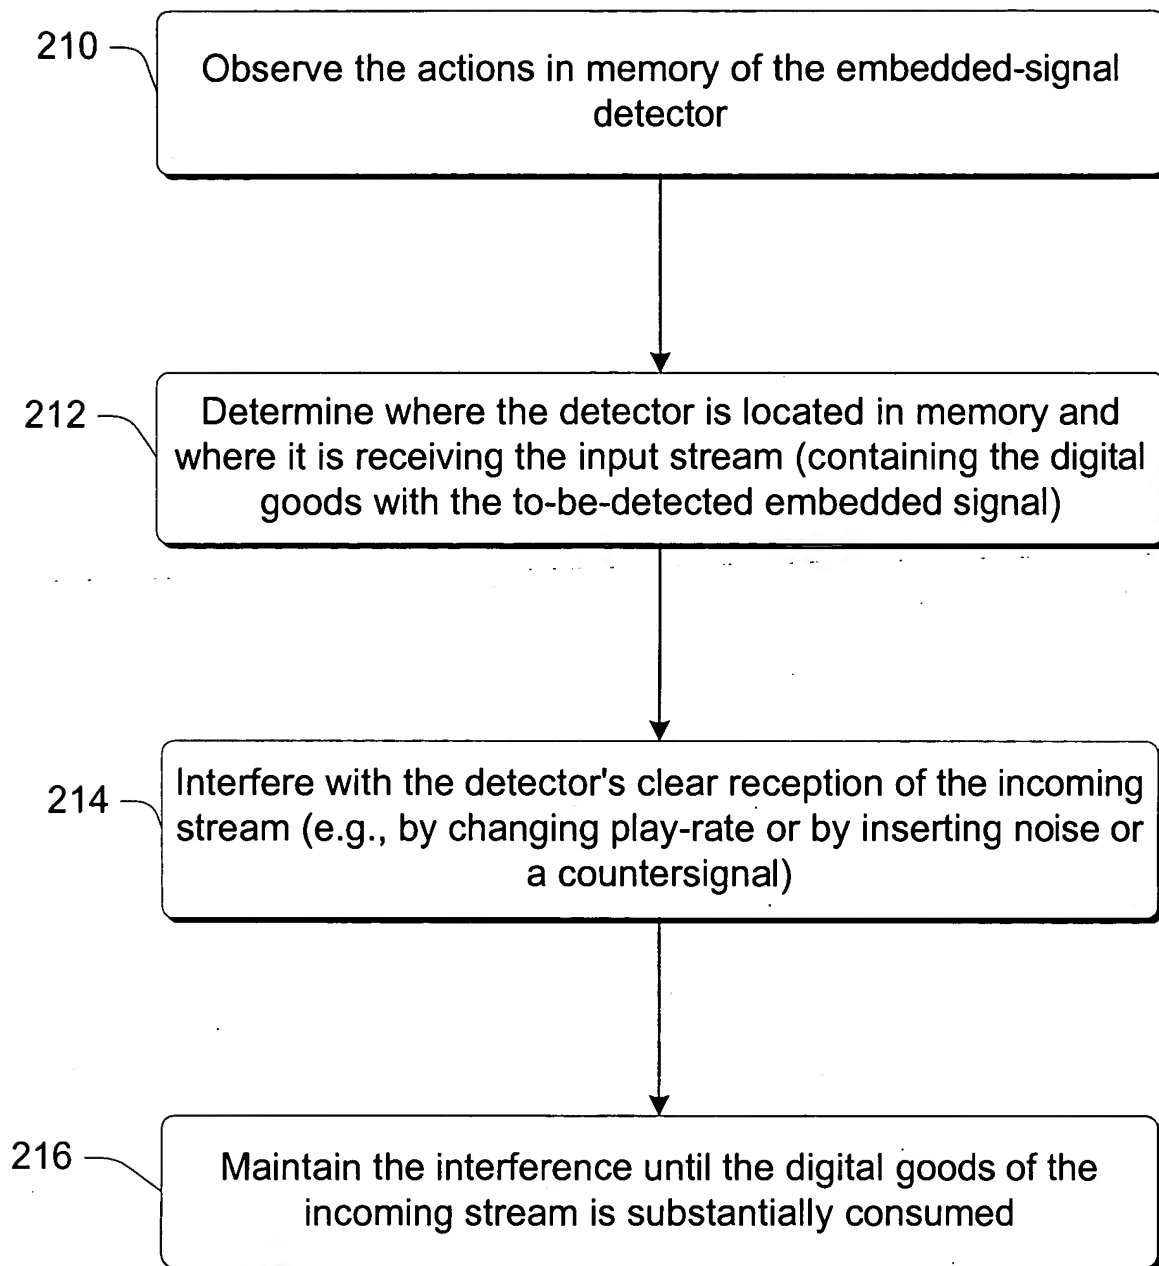 210
Observe the actions in memory of the embedded-signal
detector
212
Determine where the detector is located in memory and
where it is receiving the input stream (containing the digital
goods with the to-be-detected embedded signal)
214
Interfere with the detector's clear reception of the incoming
stream (e.g., by changing play-rate or by inserting noise or
a countersignal)
216
Maintain the interference until the digital goods of the
incoming stream is substantially consumed